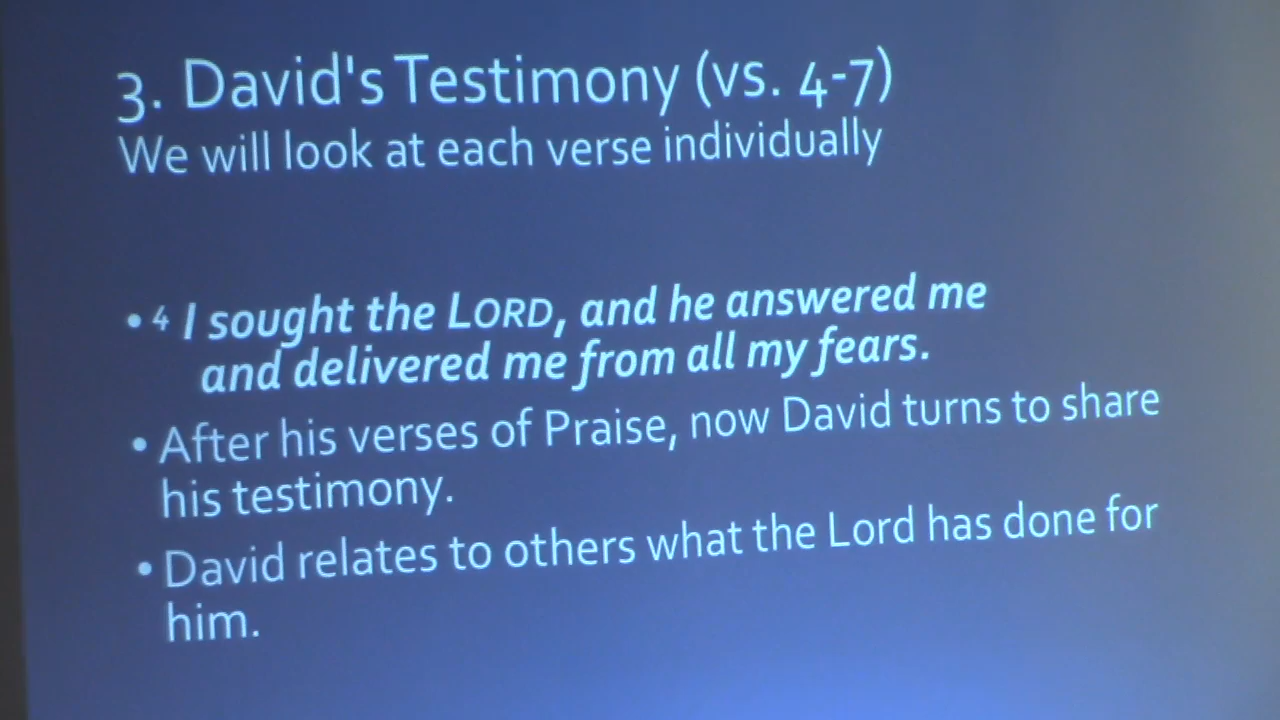 3. David's Testimony (vs. 4-7)
We will look at each verse individually
• 4 I sought the LORD, and he answered me
and delivered me from all my fears.
• After his verses of Praise, now David turns to share
his testimony.
• David relates to others what the Lord has done for
him.